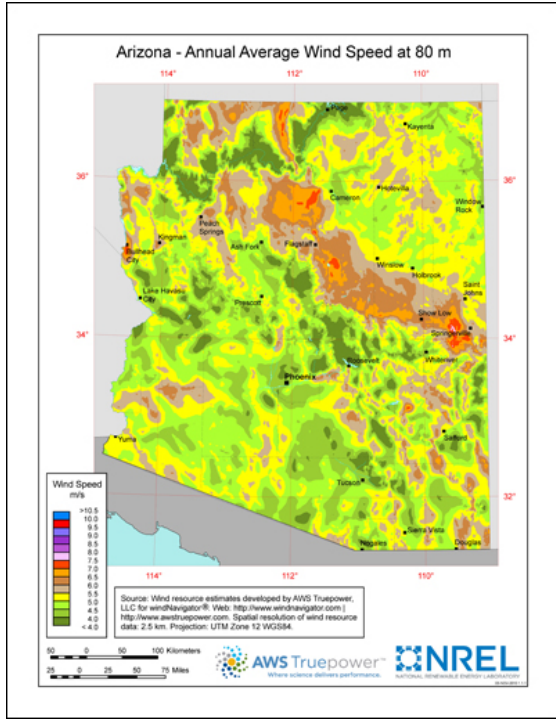 Arizona - Annual Average Wind Speed at 80 m
114°
112°
110°
Page
Kayenta
36°
36°
Hotevilla
Cameron
Window
Rock
Peach
Springs
Kingman
Bullhead
City
Ash Fork
Flagstaff
Winslow
Holbrook
Saint
Johns
Lake Havasu
City
Prescott
Show Low
Springerville
34°
34°
Whiteriver
Roosevelt
Phoenix
Yuma
Safford
Tucson
32°
Sierra Vista
Nogales
Douglas
114°
112°
110°
Wind Speed
m/s
>10.5
10.0
9.5
9.0
8.5
8.0
7.5
7.0
6.5
6.0
5.5
5.0
4.5
4.0
< 4.0
Source: Wind resource estimates developed by AWS Truepower,
LLC for windNavigator®. Web: http://www.windnavigator.com |
http://www.awstruepower.com. Spatial resolution of wind resource
data: 2.5 km. Projection: UTM Zone 12 WGS84.
50 0 50 100 Kilometers
25 0 25 50 75 Miles
AWS Truepower™
Where science delivers performance.
NREL
NATIONAL RENEWABLE ENERGY LABORATORY